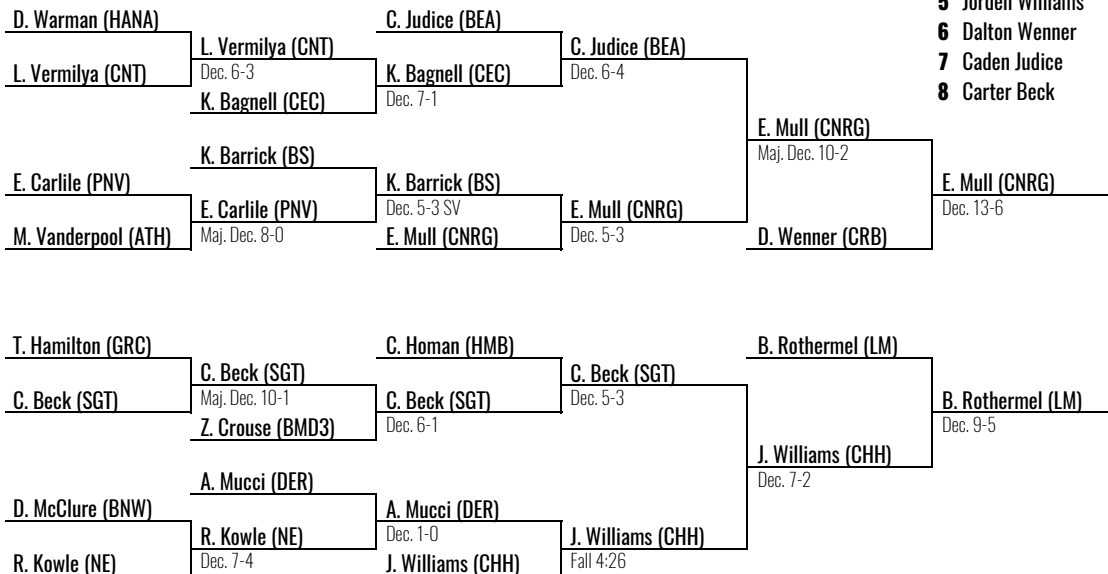 5 Jorden Williams
6 Dalton Wenner
7 Caden Judice
8 Carter Beck
D. Warman (HANA)
L. Vermilya (CNT)
L. Vermilya (CNT)
Dec. 6-3
K. Bagnell (CEC)
C. Judice (BEA)
K. Bagnell (CEC)
Dec. 7-1
C. Judice (BEA)
Dec. 6-4
K. Barrick (BS)
E. Carlile (PNV)
E. Carlile (PNV)
Maj. Dec. 8-0
M. Vanderpool (ATH)
K. Barrick (BS)
Dec. 5-3 SV
E. Mull (CNRG)
E. Mull (CNRG)
Dec. 5-3
E. Mull (CNRG)
Maj. Dec. 10-2
D. Wenner (CRB)
E. Mull (CNRG)
Dec. 13-6
T. Hamilton (GRC)
C. Beck (SGT)
C. Beck (SGT)
Maj. Dec. 10-1
Z. Crouse (BMD3)
C. Homan (HMB)
C. Beck (SGT)
Dec. 6-1
C. Beck (SGT)
Dec. 5-3
A. Mucci (DER)
D. McClure (BNW)
R. Kowle (NE)
R. Kowle (NE)
Dec. 7-4
A. Mucci (DER)
Dec. 1-0
J. Williams (CHH)
J. Williams (CHH)
Fall 4:26
B. Rothermel (LM)
J. Williams (CHH)
Dec. 7-2
B. Rothermel (LM)
Dec. 9-5